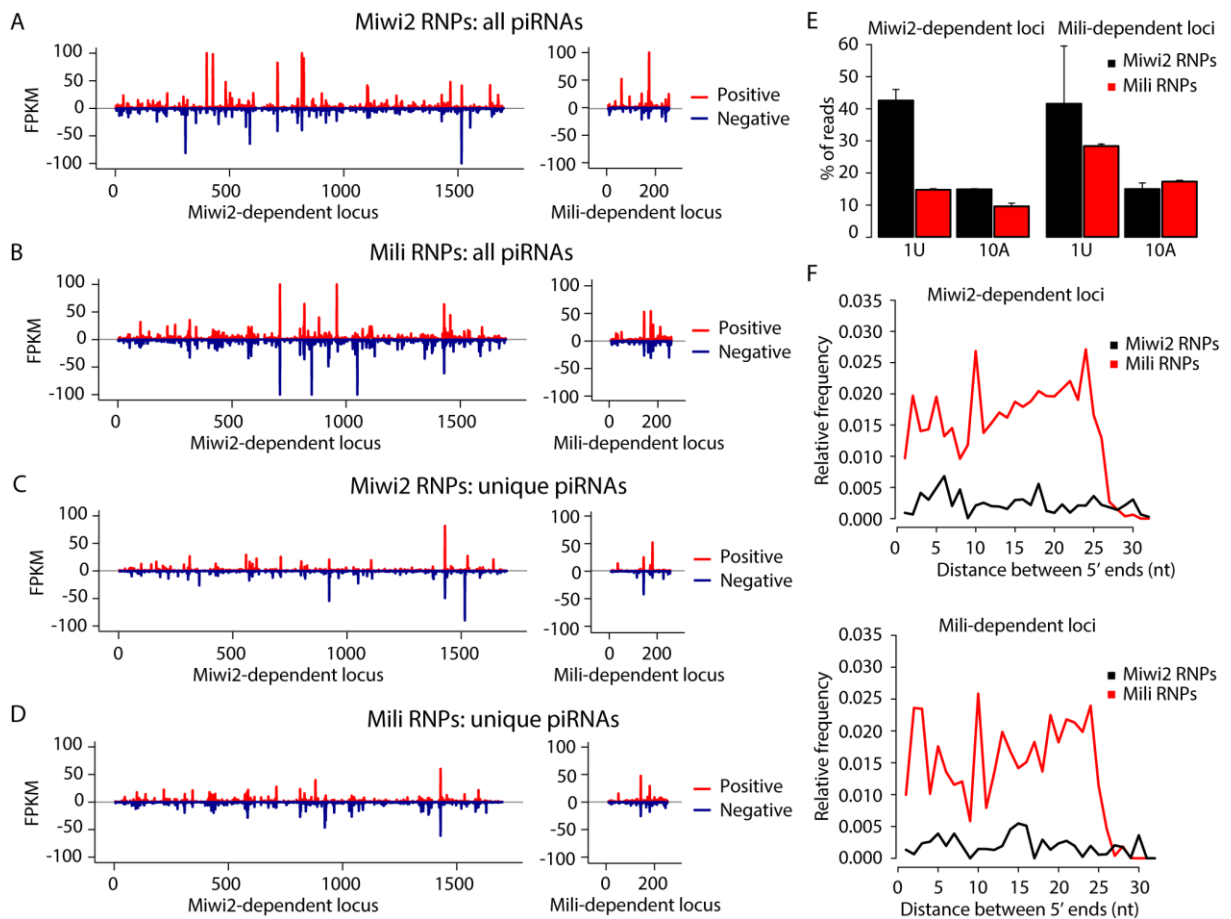 A
Miwi2 RNPs: all piRNAs
FPKM
100
50
0
-50
-100
0 500 1000 1500
Miwi2-dependent locus
100
50
0
-50
-100
0 200
Mili-dependent locus
Positive
Negative
B
Mili RNPs: all piRNAs
FPKM
100
50
0
-50
-100
0 500 1000 1500
Miwi2-dependent locus
100
50
0
-50
-100
0 200
Mili-dependent locus
Positive
Negative
C
Miwi2 RNPs: unique piRNAs
FPKM
100
50
0
-50
-100
0 500 1000 1500
Miwi2-dependent locus
100
50
0
-50
-100
0 200
Mili-dependent locus
Positive
Negative
D
Mili RNPs: unique piRNAs
FPKM
100
50
0
-50
-100
0 500 1000 1500
Miwi2-dependent locus
100
50
0
-50
-100
0 200
Mili-dependent locus
Positive
Negative
E
Miwi2-dependent loci Mili-dependent loci
Miwi2 RNPs
Mili RNPs
% of reads
60
50
40
30
20
10
0
1U 10A 1U 10A
F
Miwi2-dependent loci
Miwi2 RNPs
Mili RNPs
Relative frequency
0.035
0.030
0.025
0.020
0.015
0.010
0.005
0.000
0 5 10 15 20 25 30
Distance between 5′ ends (nt)
Mili-dependent loci
Miwi2 RNPs
Mili RNPs
Relative frequency
0.035
0.030
0.025
0.020
0.015
0.010
0.005
0.000
0 5 10 15 20 25 30
Distance between 5′ ends (nt)